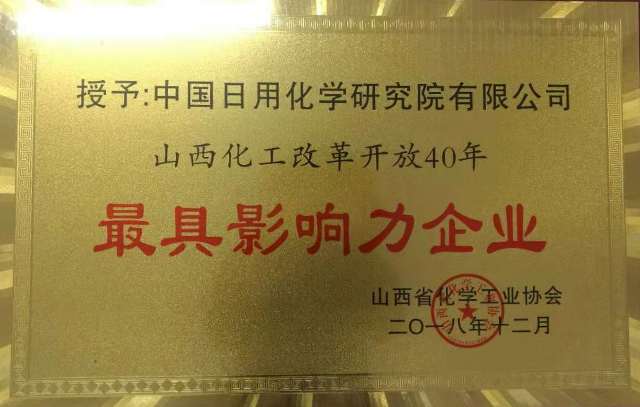 授予:中国日用化学研究院有限公司
山西化工改革开放40年
最具影响力企业
山西省化学工业协会
二〇一八年十二月